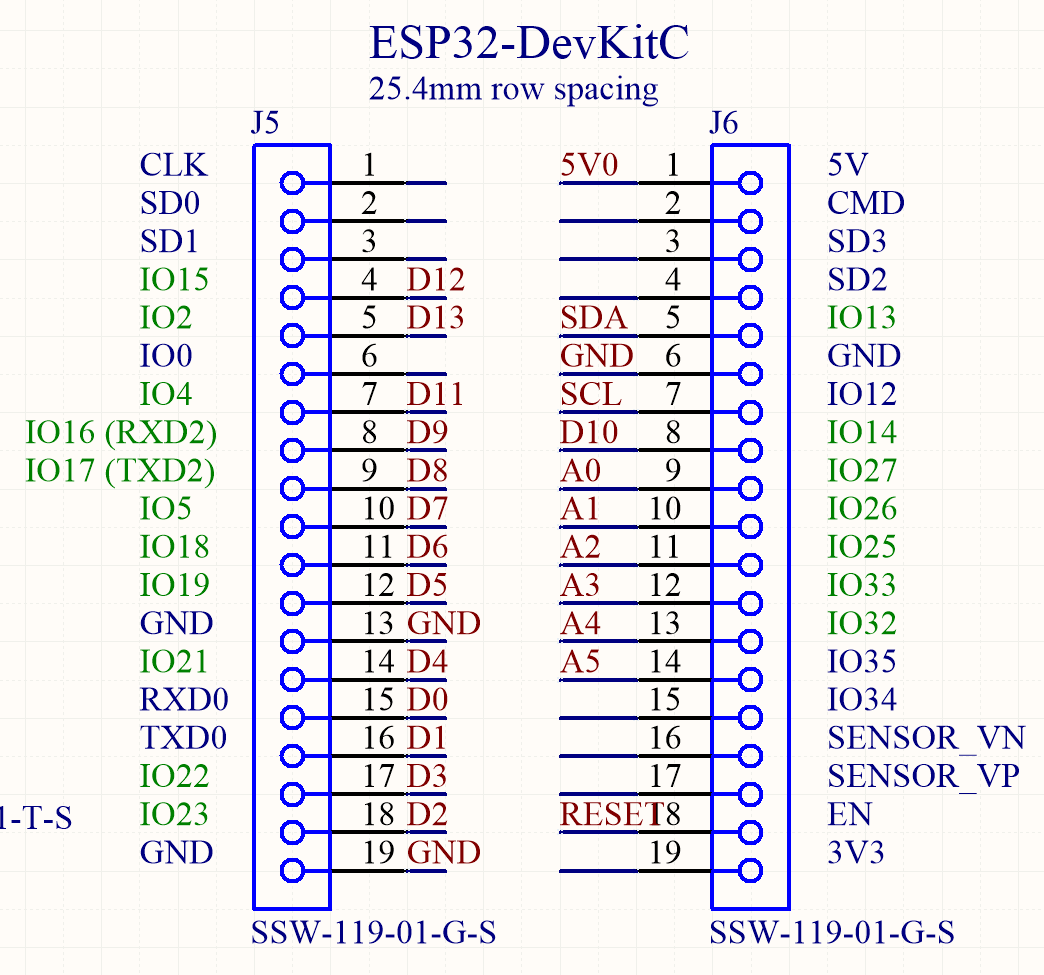 ESP32-DevKitC
25.4mm row spacing
J5 J6
CLK 1 5V0 1 5V
SD0 2 2 CMD
SD1 3 3 SD3
IO15 4 D12 4 SD2
IO2 5 D13 SDA 5 IO13
IO0 6 GND 6 GND
IO4 7 D11 SCL 7 IO12
IO16 (RXD2) 8 D9 D10 8 IO14
IO17 (TXD2) 9 D8 A0 9 IO27
IO5 10 D7 A1 10 IO26
IO18 11 D6 A2 11 IO25
IO19 12 D5 A3 12 IO33
GND 13 GND A4 13 IO32
IO21 14 D4 A5 14 IO35
RXD0 15 D0 15 IO34
TXD0 16 D1 16 SENSOR_VN
IO22 17 D3 17 SENSOR_VP
1-T-S IO23 18 D2 RESET 18 EN
GND 19 GND 19 3V3
SSW-119-01-G-S SSW-119-01-G-S